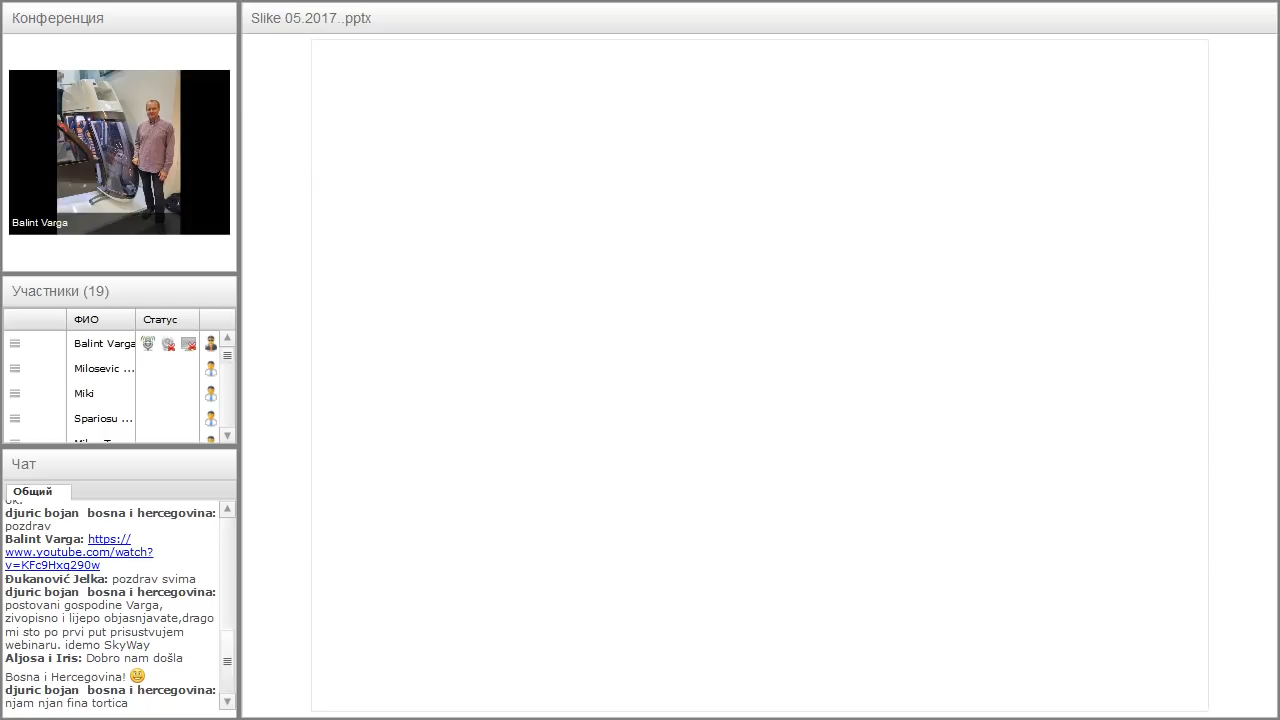 Конференция
Slike 05.2017..pptx
Balint Varga
Участники (19)
ФИО
Статус
Balint Varga
Milosevic ...
Miki
Spariosu ...
Чат
Общий
ok.
djuric bojan bosna i hercegovina:
pozdrav
Balint Varga: https://
www.youtube.com/watch?
v=KFc9Hxq290w
Đukanović Jelka: pozdrav svima
djuric bojan bosna i hercegovina:
postovani gospodine Varga,
zivopisno i lijepo objasnjavate,drago
mi sto po prvi put prisustvujem
webinaru. idemo SkyWay
Aljosa i Iris: Dobro nam došla
Bosna i Hercegovina!
djuric bojan bosna i hercegovina:
njam njan fina tortica